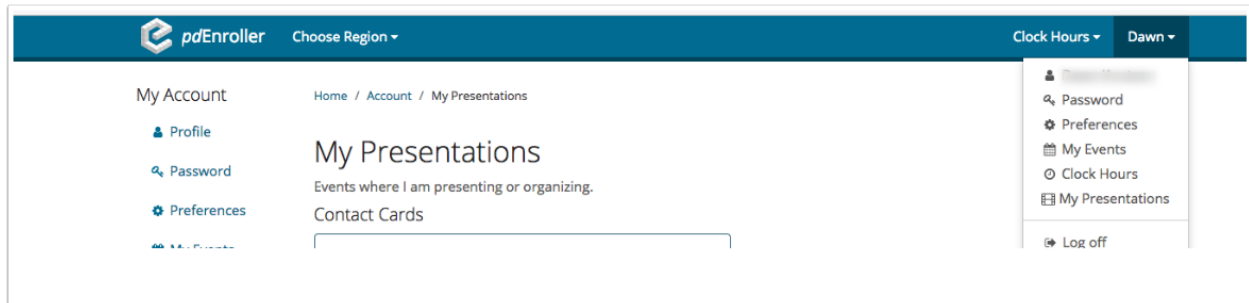 pdEnroller Choose Region Clock Hours Dawn
My Account
Profile
Password
Preferences
Home / Account / My Presentations
My Presentations
Events where I am presenting or organizing.
Contact Cards
Password
Preferences
My Events
Clock Hours
My Presentations
Log off